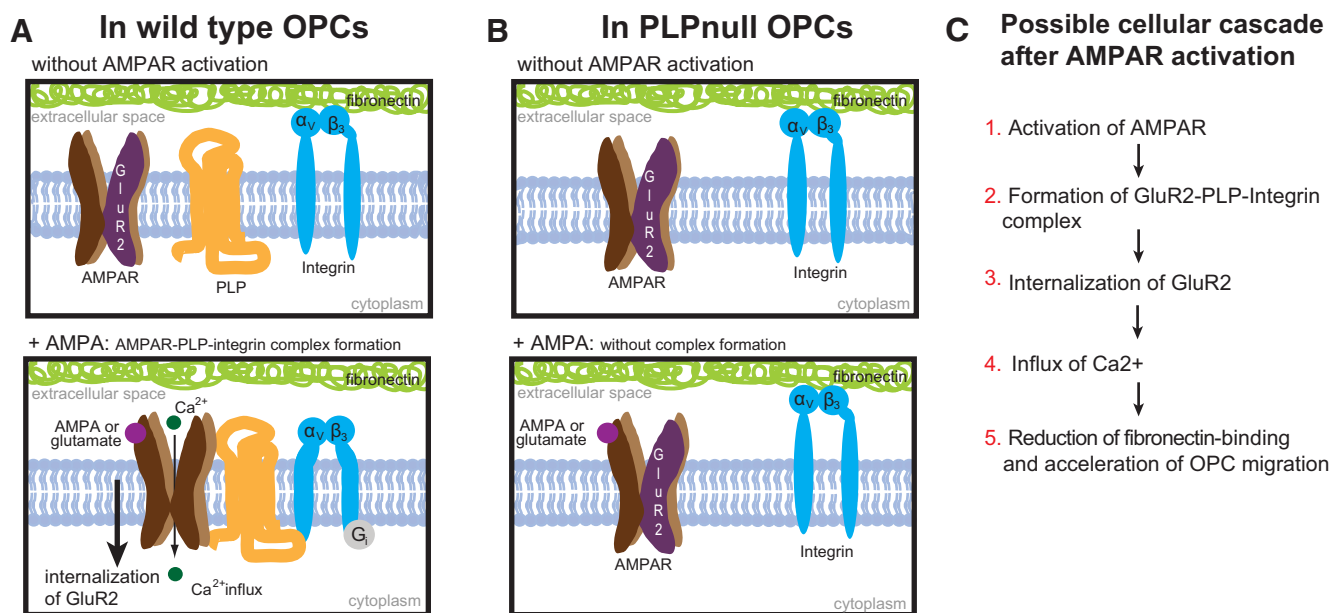 A In wild type OPCs
without AMPAR activation
fibronectin
extracellular space
αV β3
GluR2
AMPAR
PLP
Integrin
cytoplasm
+ AMPA: AMPAR-PLP-integrin complex formation
fibronectin
extracellular space
Ca2+
AMPA or
glutamate
αV β3
Gi
internalization
of GluR2
Ca2+influx
cytoplasm
B In PLPnull OPCs
without AMPAR activation
fibronectin
extracellular space
αV β3
GluR2
AMPAR
Integrin
cytoplasm
+ AMPA: without complex formation
fibronectin
extracellular space
αV β3
AMPA or
glutamate
GluR2
AMPAR
Integrin
cytoplasm
C Possible cellular cascade
after AMPAR activation
1. Activation of AMPAR
2. Formation of GluR2-PLP-Integrin
complex
3. Internalization of GluR2
4. Influx of Ca2+
5. Reduction of fibronectin-binding
and acceleration of OPC migration